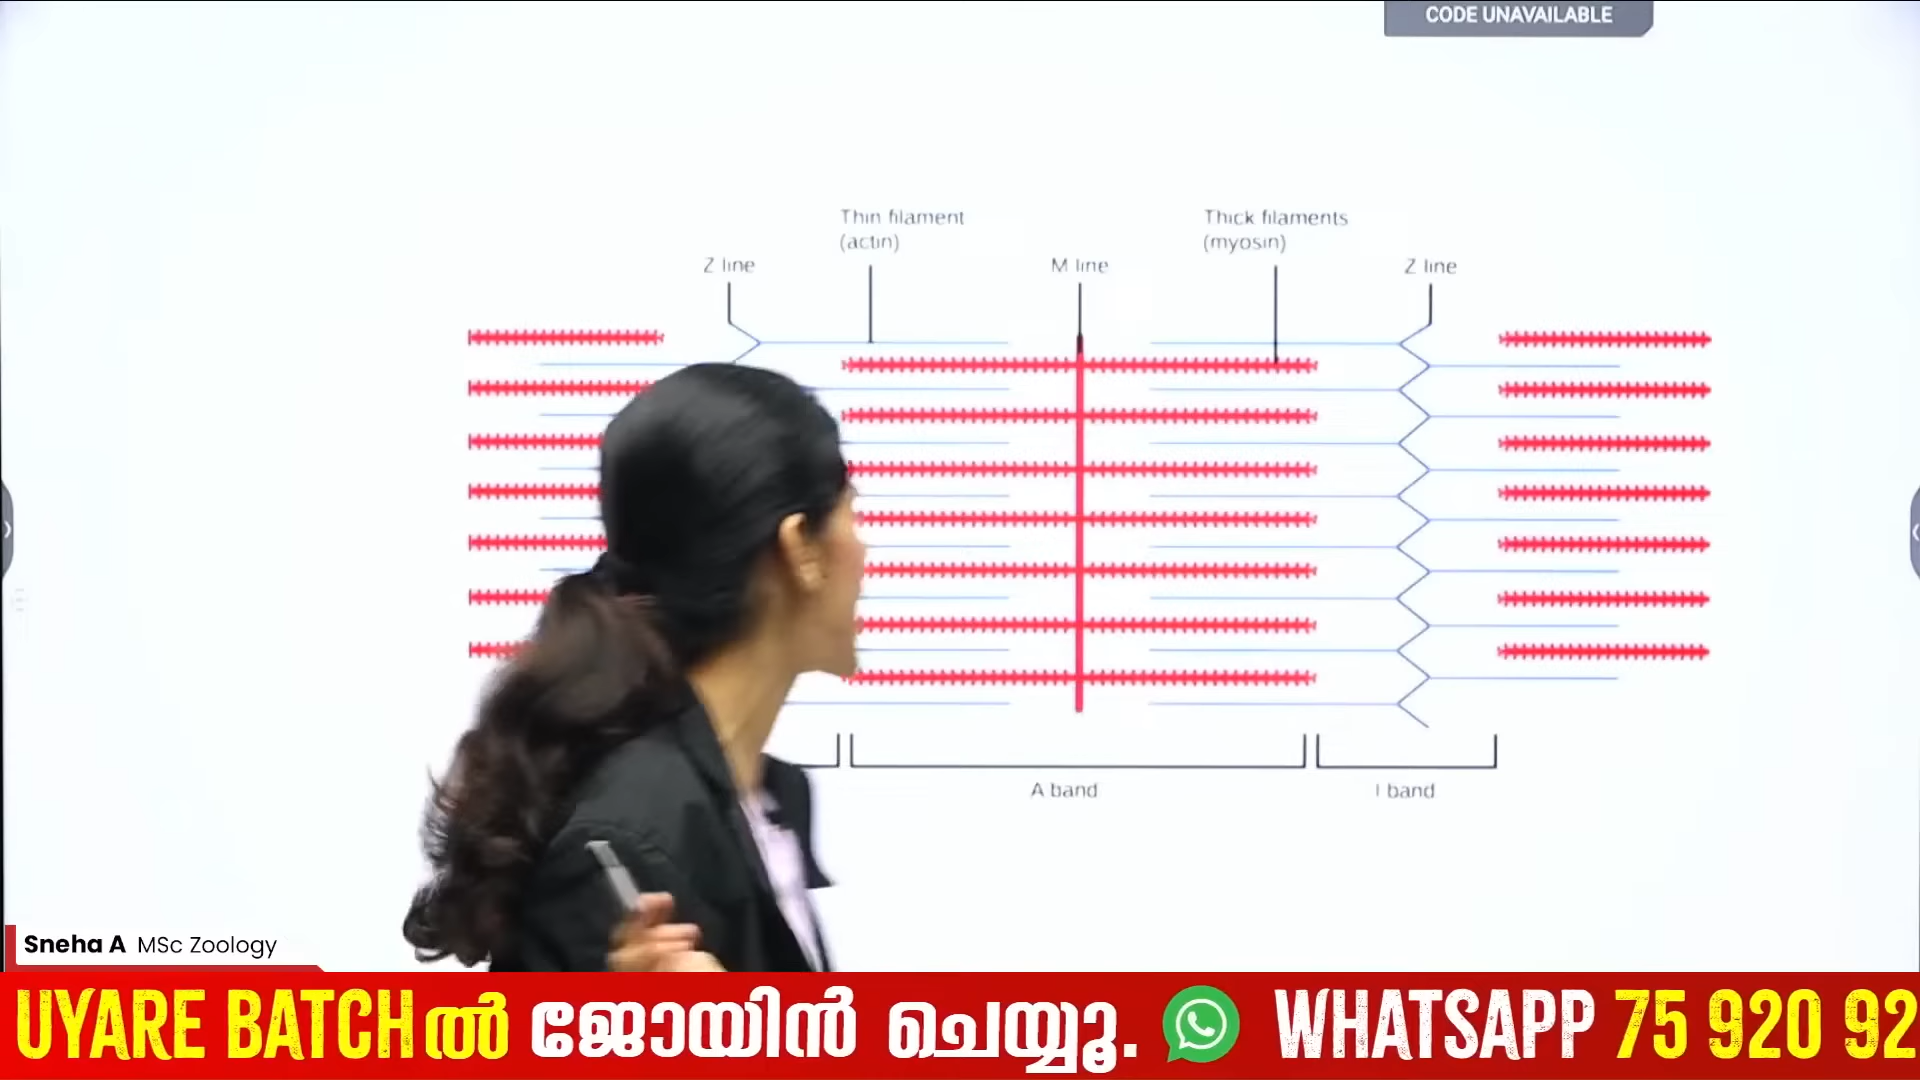 CODE UNAVAILABLE
Thin filament
(actin)
Thick filaments
(myosin)
Z line
M line
Z line
A band
I band
Sneha A MSc Zoology
UYARE BATCHൽ ജോയിൻ ചെയ്യൂ. WHATSAPP 75 920 92